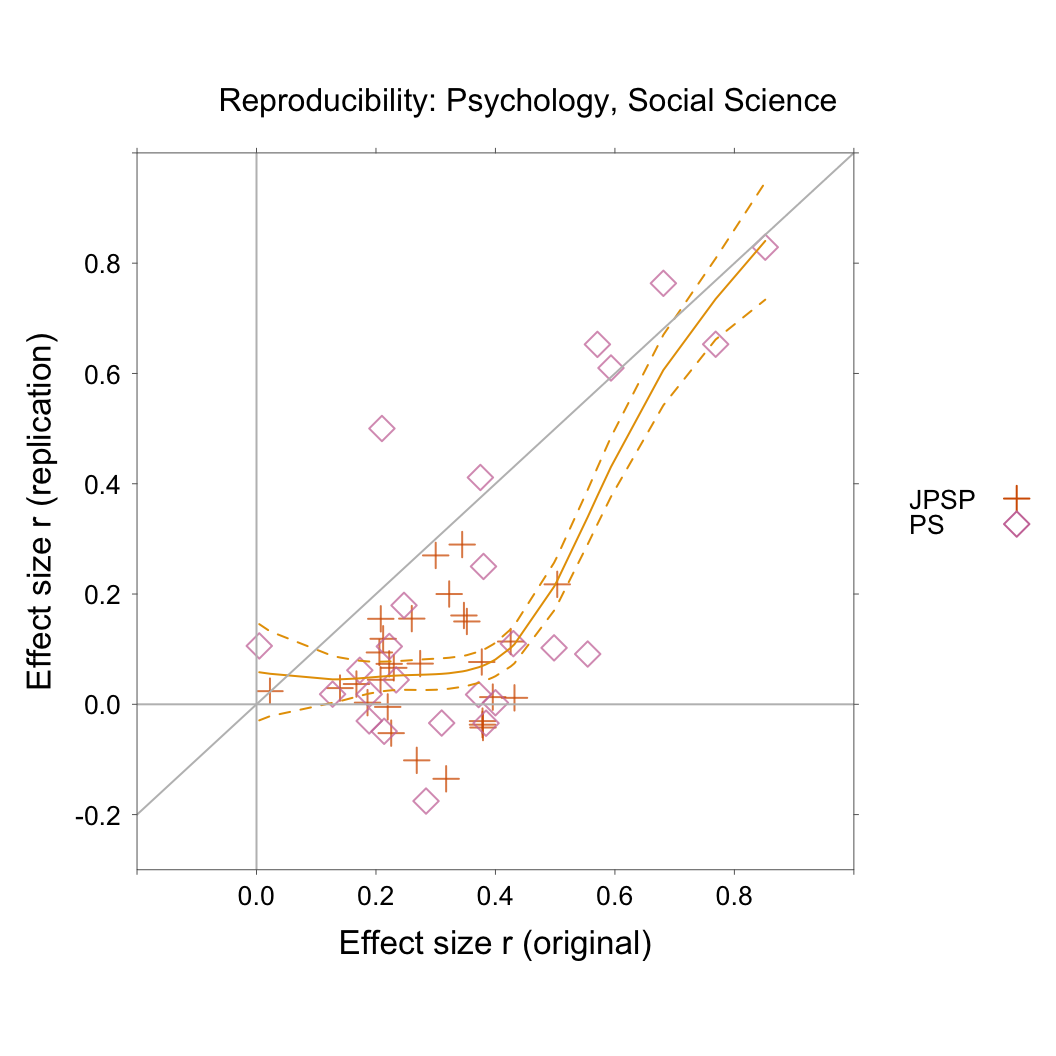 Reproducibility: Psychology, Social Science
Effect size r (replication)
0.8
0.6
0.4
0.2
0.0
-0.2
0.0 0.2 0.4 0.6 0.8
Effect size r (original)
JPSP
PS